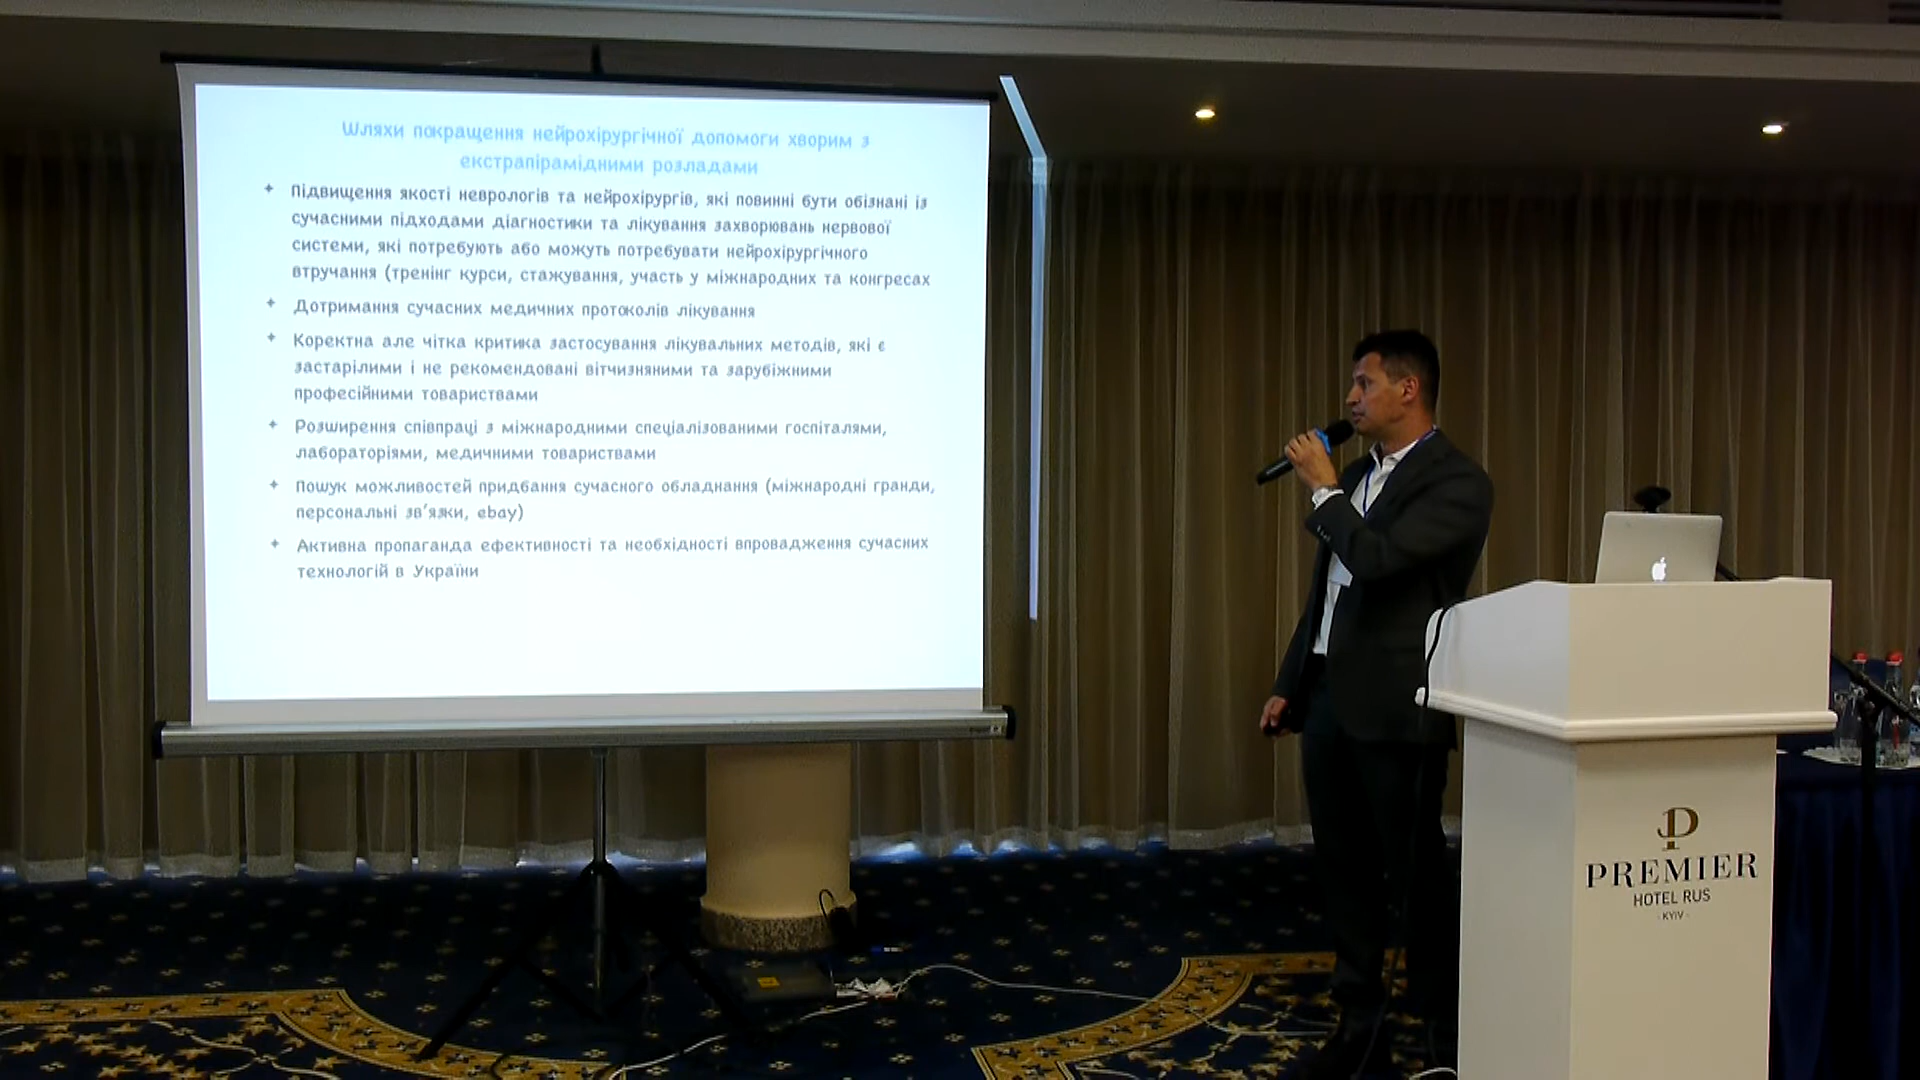 Шляхи покращення нейрохірургічної допомоги хворим з
екстрапірамідними розладами
Підвищення якості неврологів та нейрохірургів, які повинні бути обізнані із
сучасними підходами діагностики та лікування захворювань нервової
системи, які потребують або можуть потребувати нейрохірургічного
втручання (тренінг курси, стажування, участь у міжнародних та конгресах
Дотримання сучасних медичних протоколів лікування
Коректна але чітка критика застосування лікувальних методів, які є
застарілими і не рекомендовані вітчизняними та зарубіжними
професійними товариствами
Розширення співпраці з міжнародними спеціалізованими госпіталями,
лабораторіями, медичними товариствами
Пошук можливостей придбання сучасного обладнання (міжнародні гранди,
персональні зв'язки, ebay)
Активна пропаганда ефективності та необхідності впровадження сучасних
технологій в Україні
PREMIER
HOTEL RUS
- KYIV -